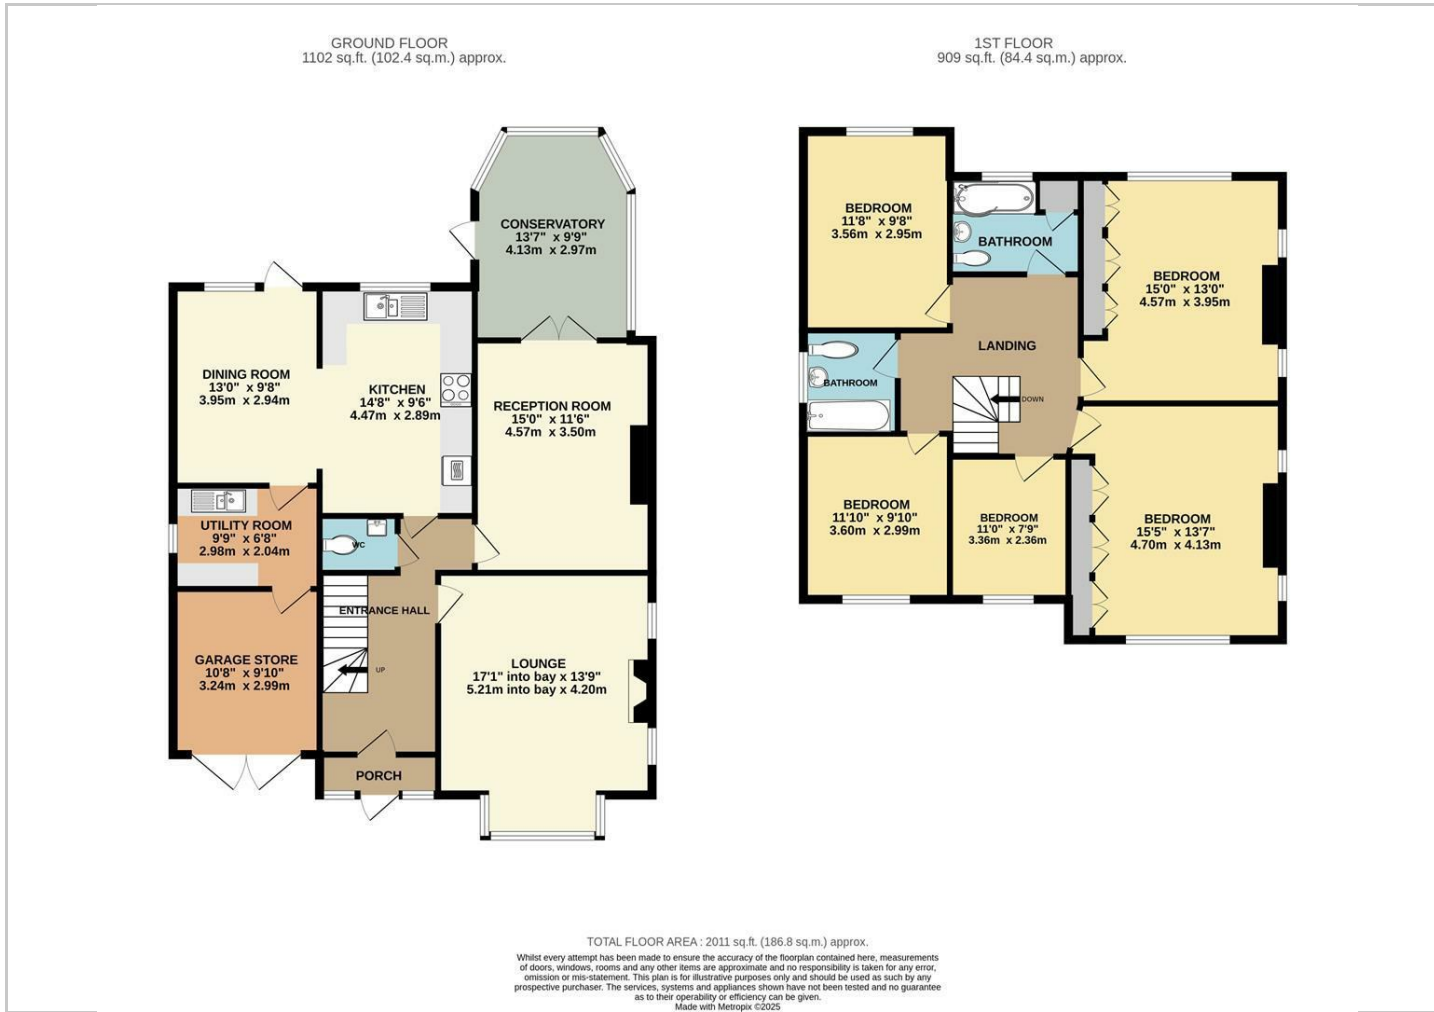 GROUND FLOOR
1102 sq.ft. (102.4 sq.m.) approx.
CONSERVATORY
13'7" x 9'9"
4.13m x 2.97m
DINING ROOM
13'0" x 9'8"
3.95m x 2.94m
KITCHEN
14'8" x 9'6"
4.47m x 2.89m
RECEPTION ROOM
15'0" x 11'6"
4.57m x 3.50m
UTILITY ROOM
9'9" x 6'8"
2.98m x 2.04m
WC
ENTRANCE HALL
UP
GARAGE STORE
10'8" x 9'10"
3.24m x 2.99m
LOUNGE
17'1" into bay x 13'9"
5.21m into bay x 4.20m
PORCH
1ST FLOOR
909 sq.ft. (84.4 sq.m.) approx.
BEDROOM
11'8" x 9'8"
3.56m x 2.95m
BATHROOM
BEDROOM
15'0" x 13'0"
4.57m x 3.95m
LANDING
BATHROOM
DOWN
BEDROOM
11'10" x 9'10"
3.60m x 2.99m
BEDROOM
11'0" x 7'9"
3.36m x 2.36m
BEDROOM
15'5" x 13'7"
4.70m x 4.13m
TOTAL FLOOR AREA : 2011 sq.ft. (186.8 sq.m.) approx.
Whilst every attempt has been made to ensure the accuracy of the floorplan contained here, measurements
of doors, windows, rooms and any other items are approximate and no responsibility is taken for any error,
omission or mis-statement. This plan is for illustrative purposes only and should be used as such by any
prospective purchaser. The services, systems and appliances shown have not been tested and no guarantee
as to their operability or efficiency can be given.
Made with Metropix ©2025